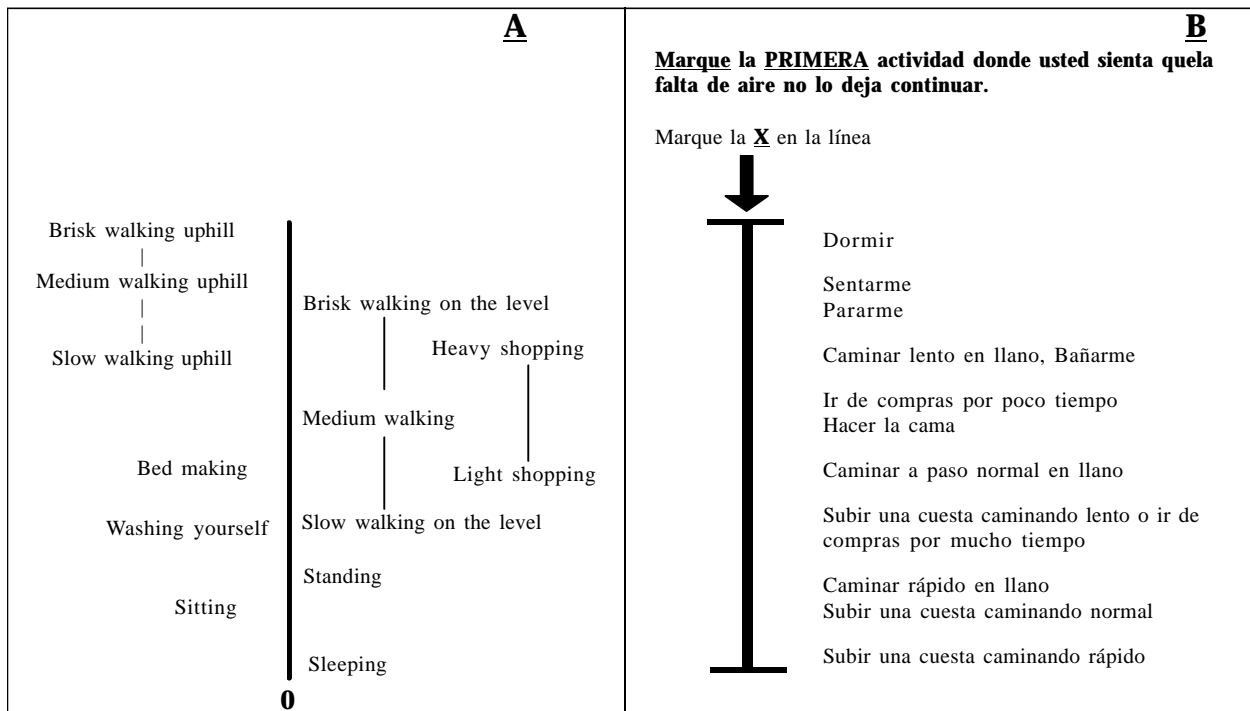 A
Brisk walking uphill
Medium walking uphill
Brisk walking on the level
Heavy shopping
Slow walking uphill
Medium walking
Bed making
Light shopping
Washing yourself
Slow walking on the level
Standing
Sitting
Sleeping
0
B
Marque la PRIMERA actividad donde usted sienta quela
falta de aire no lo deja continuar.
Marque la X en la línea
Dormir
Sentarme
Pararme
Caminar lento en llano, Bañarme
Ir de compras por poco tiempo
Hacer la cama
Caminar a paso normal en llano
Subir una cuesta caminando lento o ir de
compras por mucho tiempo
Caminar rápido en llano
Subir una cuesta caminando normal
Subir una cuesta caminando rápido